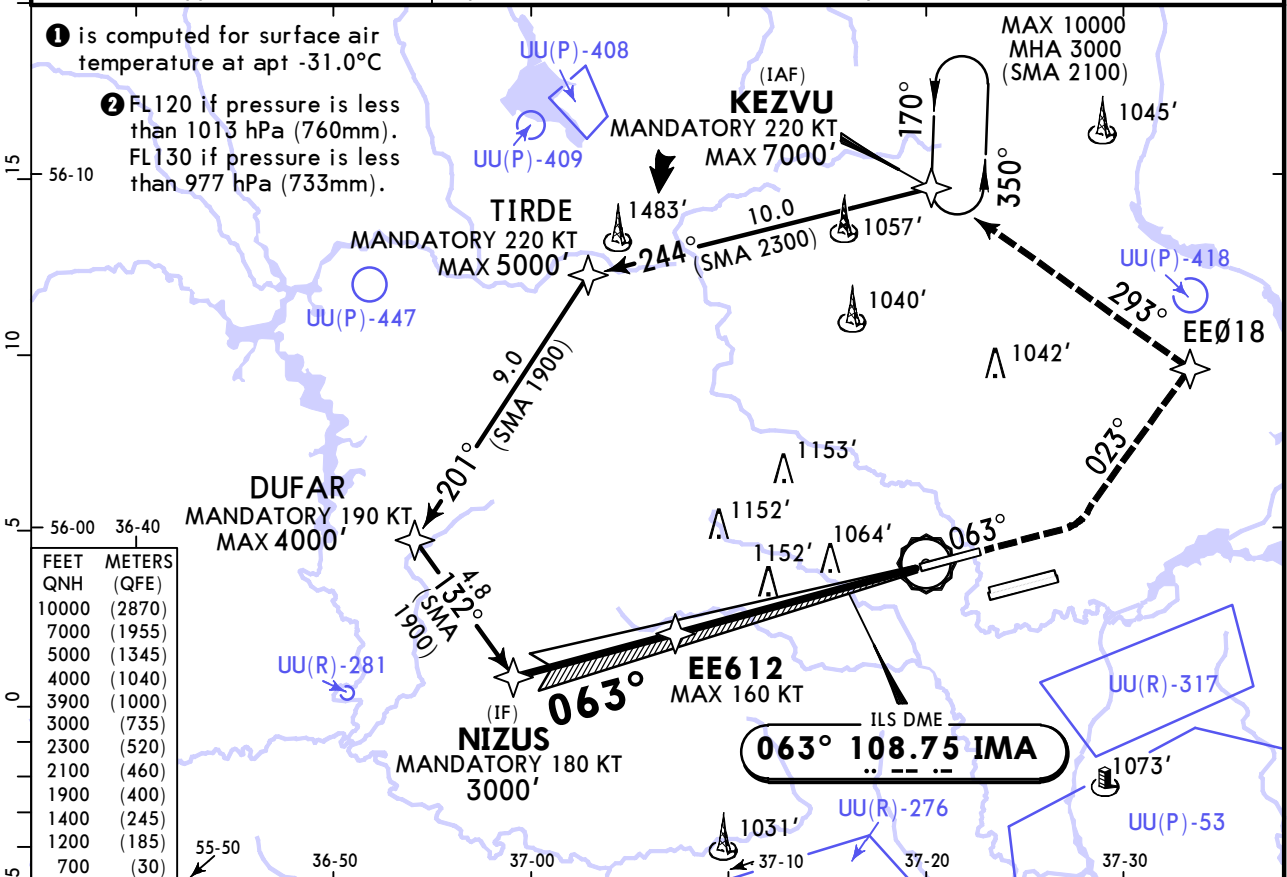 ❶ is computed for surface air
temperature at apt -31.0°C
❷ FL120 if pressure is less
than 1013 hPa (760mm).
FL130 if pressure is less
than 977 hPa (733mm).
UU(P)-408
UU(P)-409
(IAF)
KEZVU
MANDATORY 220 KT
MAX 7000'
170°
350°
MAX 10000
MHA 3000
(SMA 2100)
1045'
15
56-10
TIRDE
MANDATORY 220 KT
MAX 5000'
1483'
10.0
244°
(SMA 2300)
1057'
UU(P)-447
1040'
UU(P)-418
293°
EEØ18
10
1042'
9.0
(SMA 1900)
201°
023°
1153'
DUFAR
MANDATORY 190 KT
MAX 4000'
1152'
1064'
1152'
063°
5
56-00
36-40
4.8
132°
(SMA
1900)
FEET METERS
QNH (QFE)
10000 (2870)
7000 (1955)
5000 (1345)
4000 (1040)
3900 (1000)
3000 (735)
2300 (520)
2100 (460)
1900 (400)
1400 (245)
1200 (185)
700 (30)
UU(R)-281
063°
EE612
MAX 160 KT
(IF)
NIZUS
MANDATORY 180 KT
3000'
0
ILS DME
063° 108.75 IMA
UU(R)-317
1073'
UU(R)-276
UU(P)-53
1031'
55-50
36-50
37-00
37-10
37-20
37-30
5